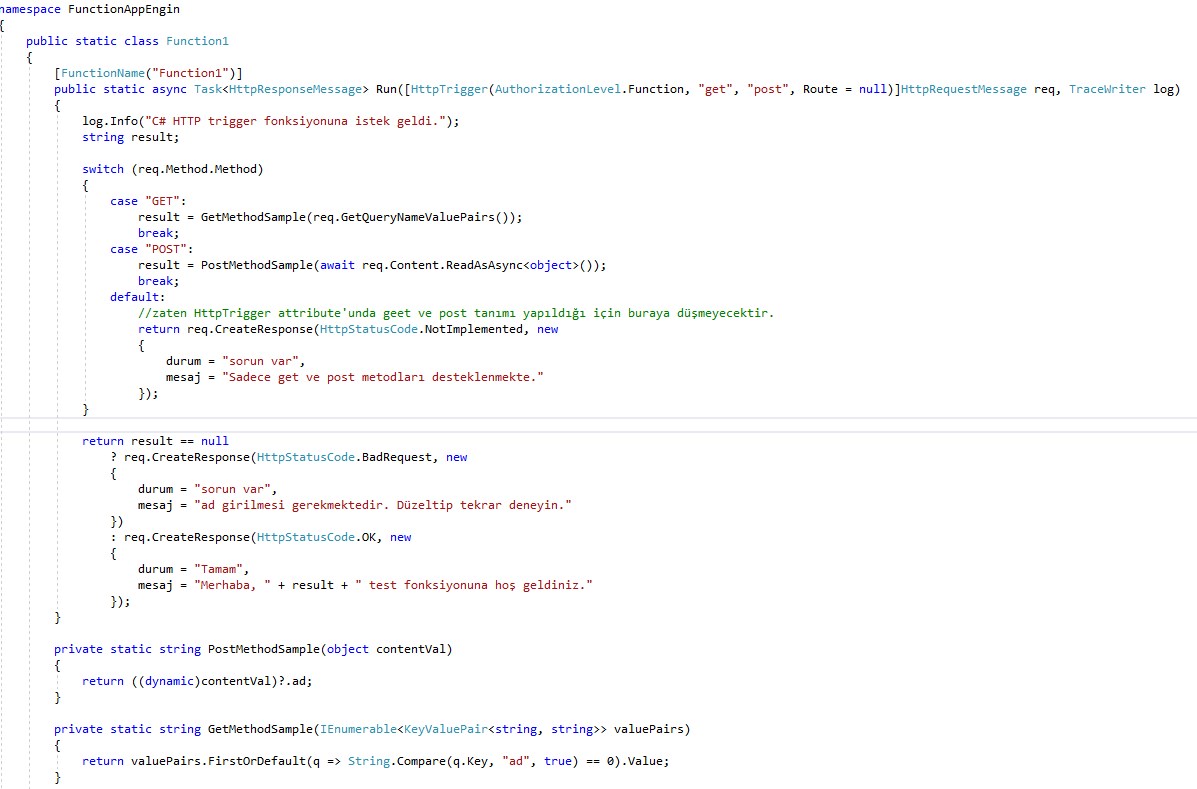 namespace FunctionAppEngin
{
public static class Function1
{
[FunctionName("Function1")]
public static async Task<HttpResponseMessage> Run([HttpTrigger(AuthorizationLevel.Function, "get", "post", Route = null)]HttpRequestMessage req, TraceWriter log)
{
log.Info("C# HTTP trigger fonksiyonuna istek geldi.");
string result;
switch (req.Method.Method)
{
case "GET":
result = GetMethodSample(req.GetQueryNameValuePairs());
break;
case "POST":
result = PostMethodSample(await req.Content.ReadAsAsync<object>());
break;
default:
//zaten HttpTrigger attribute'unda geet ve post tanımı yapıldığı için buraya düşmeyecektir.
return req.CreateResponse(HttpStatusCode.NotImplemented, new
{
durum = "sorun var",
mesaj = "Sadece get ve post metodları desteklenmekte."
});
}
return result == null
? req.CreateResponse(HttpStatusCode.BadRequest, new
{
durum = "sorun var",
mesaj = "ad girilmesi gerekmektedir. Düzeltip tekrar deneyin."
})
: req.CreateResponse(HttpStatusCode.OK, new
{
durum = "Tamam",
mesaj = "Merhaba, " + result + " test fonksiyonuna hoş geldiniz."
});
}
private static string PostMethodSample(object contentVal)
{
return ((dynamic)contentVal)?.ad;
}
private static string GetMethodSample(IEnumerable<KeyValuePair<string, string>> valuePairs)
{
return valuePairs.FirstOrDefault(q => String.Compare(q.Key, "ad", true) == 0).Value;
}